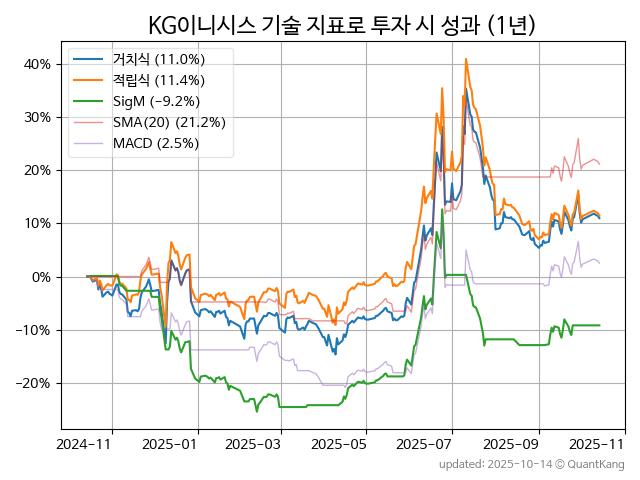 KG이니시스 기술 지표로 투자 시 성과 (1년)
거치식 (11.0%)
적립식 (11.4%)
SigM (−9.2%)
SMA(20) (21.2%)
MACD (2.5%)
40%
30%
20%
10%
0%
−10%
−20%
2024-11 2025-01 2025-03 2025-05 2025-07 2025-09 2025-11
updated: 2025-10-14 © QuantKang